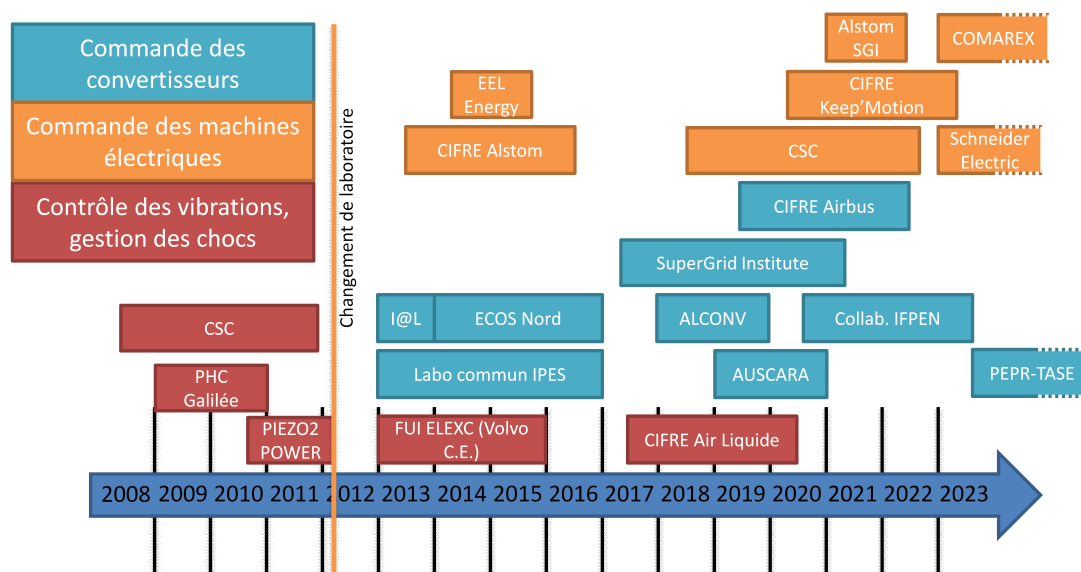 Commande des
convertisseurs
Commande des machines
électriques
Contrôle des vibrations,
gestion des chocs
Changement de laboratoire
Alstom
SGI
COMAREX
EEL
Energy
CIFRE
Keep'Motion
CIFRE Alstom
CSC
Schneider
Electric
CIFRE Airbus
SuperGrid Institute
CSC
I@L
ECOS Nord
ALCONV
Collab. IFPEN
PHC
Galilée
Labo commun IPES
AUSCARA
PEPR-TASE
PIEZO2
POWER
FUI ELEXC (Volvo
C.E.)
CIFRE Air Liquide
2008 2009 2010 2011 2012 2013 2014 2015 2016 2017 2018 2019 2020 2021 2022 2023